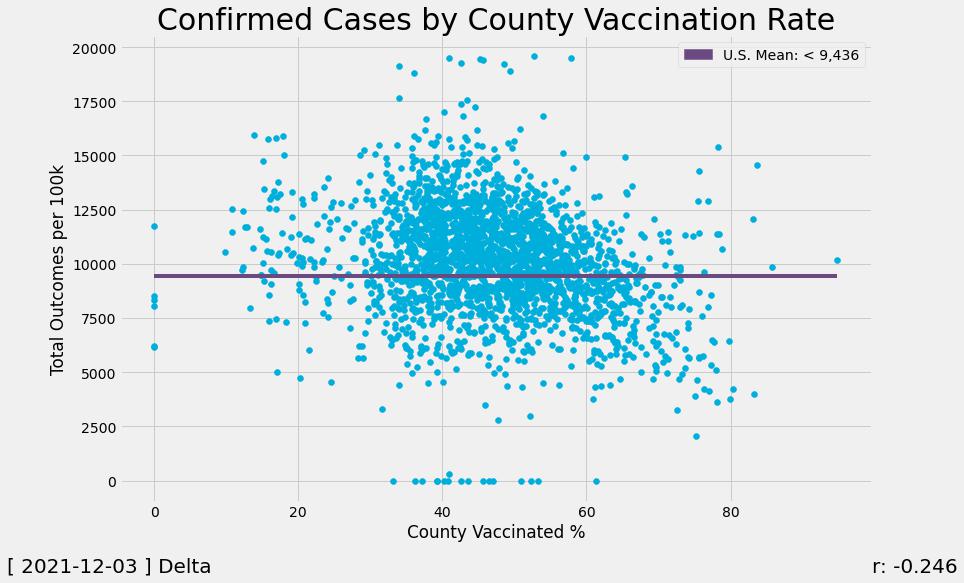 Confirmed Cases by County Vaccination Rate
U.S. Mean: < 9,436
Total Outcomes per 100k
20000
17500
15000
12500
10000
7500
5000
2500
0
0 20 40 60 80
County Vaccinated %
[ 2021-12-03 ] Delta
r: -0.246